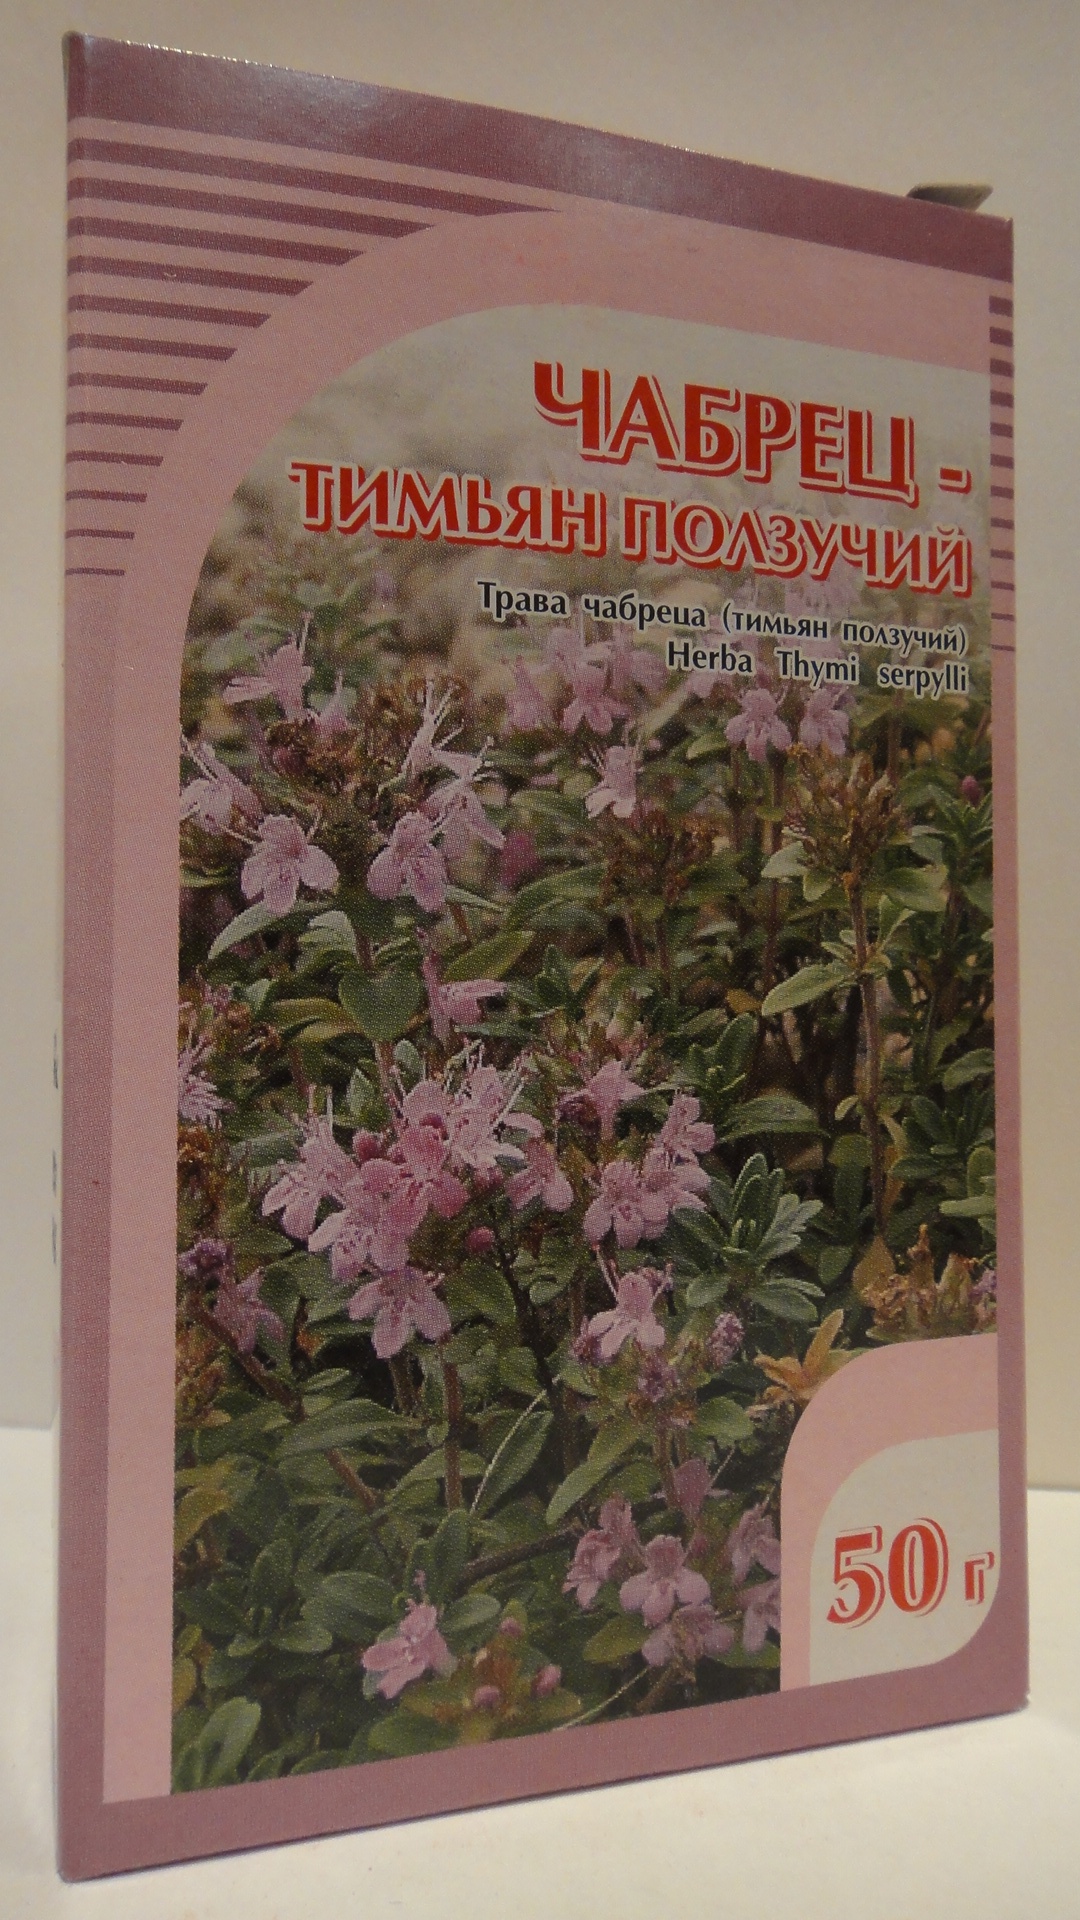 ЧАБРЕЦ -
ТИМЬЯН ПОЛЗУЧИЙ
Трава чабреца (тимьян ползучий)
Herba Thymi serpylli
50 г